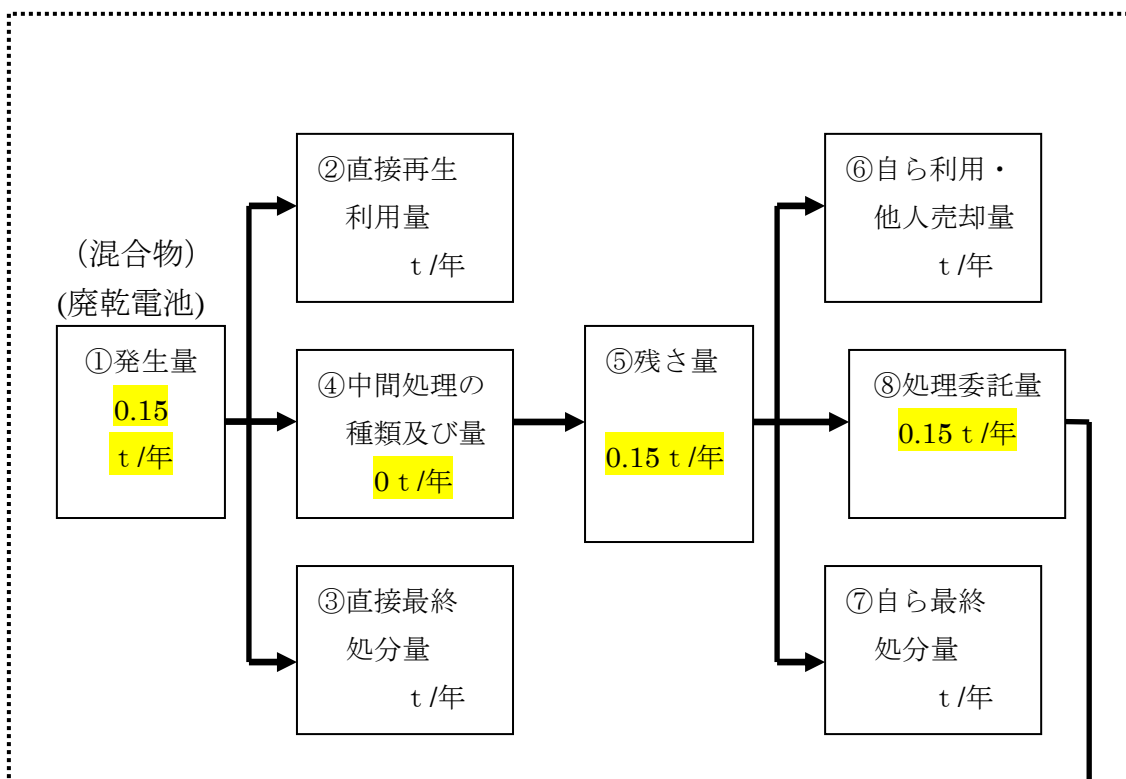 （混合物）
(廃乾電池)
①発生量
0.15
ｔ/年
②直接再生
利用量
ｔ/年
④中間処理の
種類及び量
0ｔ/年
③直接最終
処分量
ｔ/年
⑤残さ量
0.15ｔ/年
⑥自ら利用・
他人売却量
ｔ/年
⑧処理委託量
0.15ｔ/年
⑦自ら最終
処分量
ｔ/年